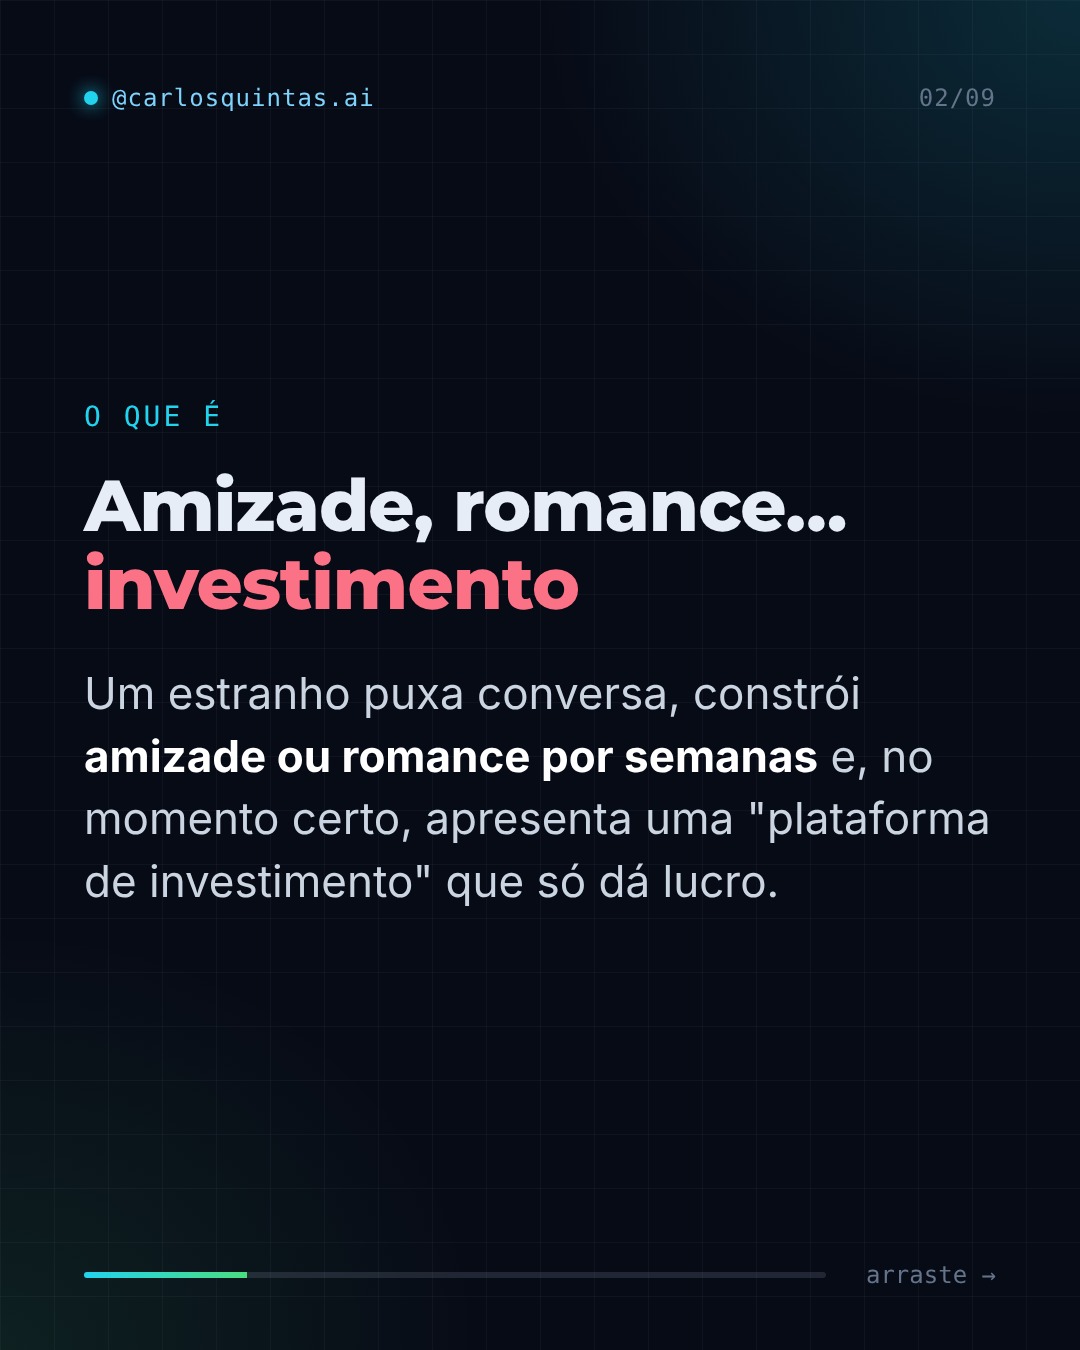 @carlosquintas.ai
02/09
O QUE É
Amizade, romance...
investimento
Um estranho puxa conversa, constrói
amizade ou romance por semanas e, no
momento certo, apresenta uma "plataforma
de investimento" que só dá lucro.
arraste →